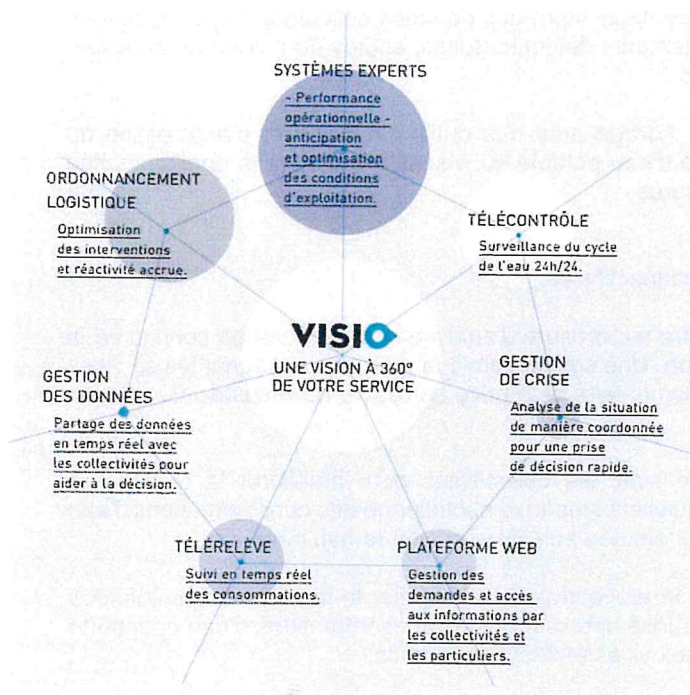 SYSTÈMES EXPERTS
- Performance
opérationnelle -
anticipation
et optimisation
des conditions
d'exploitation.
ORDONNANCEMENT
LOGISTIQUE
Optimisation
des interventions
et réactivité accrue.
TÉLÉCONTRÔLE
Surveillance du cycle
de l'eau 24h/24.
VISIO
UNE VISION À 360°
DE VOTRE SERVICE
GESTION
DES DONNÉES
Partage des données
en temps réel avec
les collectivités pour
aider à la décision.
GESTION
DE CRISE
Analyse de la situation
de manière coordonnée
pour une prise
de décision rapide.
TÉLÉRELÈVE
Suivi en temps réel
des consommations.
PLATEFORME WEB
Gestion des
demandes et accès
aux informations par
les collectivités et
les particuliers.